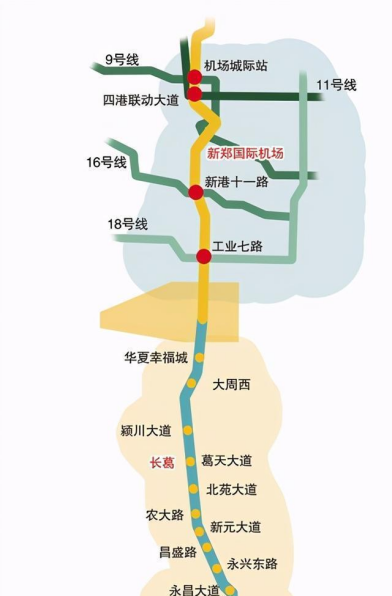 9号线
机场城际站
11号线
四港联动大道
新郑国际机场
16号线
新港十一路
18号线
工业七路
华夏幸福城
大周西
颍川大道
长葛
葛天大道
北苑大道
农大路
新元大道
昌盛路
永兴东路
永昌大道